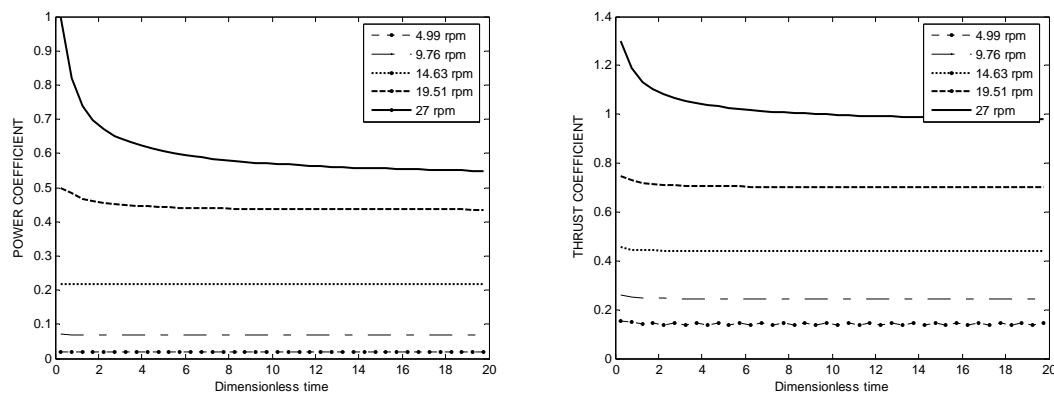 1
0.9
0.8
0.7
0.6
0.5
0.4
0.3
0.2
0.1
0
POWER COEFFICIENT
0 2 4 6 8 10 12 14 16 18 20
Dimensionless time
4.99 rpm
9.76 rpm
14.63 rpm
19.51 rpm
27 rpm
1.4
1.2
1
0.8
0.6
0.4
0.2
0
THRUST COEFFICIENT
0 2 4 6 8 10 12 14 16 18 20
Dimensionless time
4.99 rpm
9.76 rpm
14.63 rpm
19.51 rpm
27 rpm